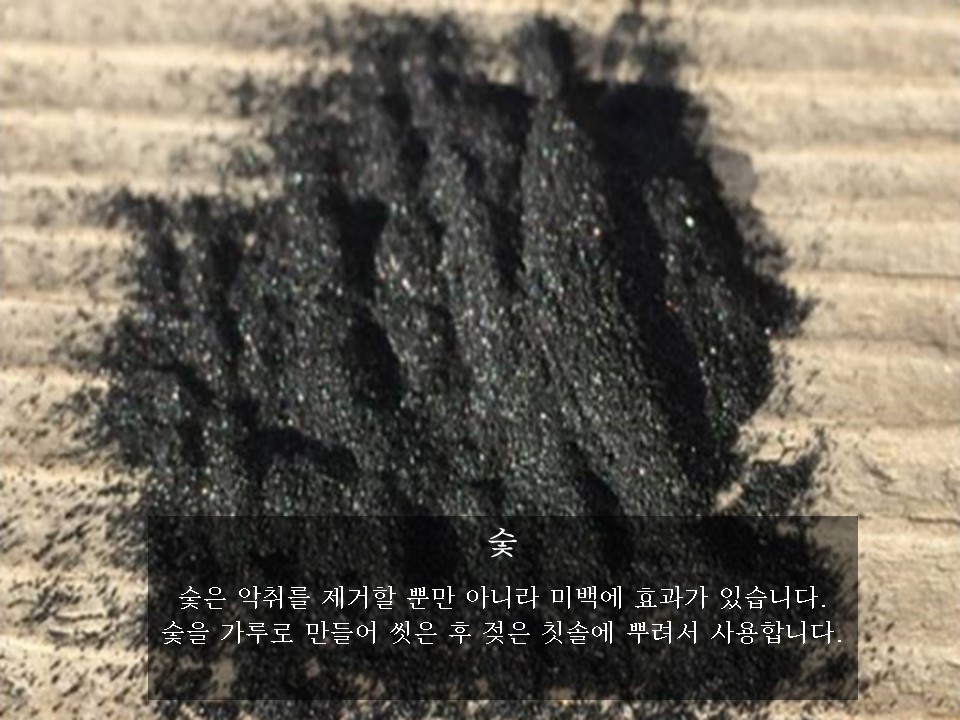 숯
숯은 악취를 제거할 뿐만 아니라 미백에 효과가 있습니다.
숯을 가루로 만들어 씻은 후 젖은 칫솔에 뿌려서 사용합니다.